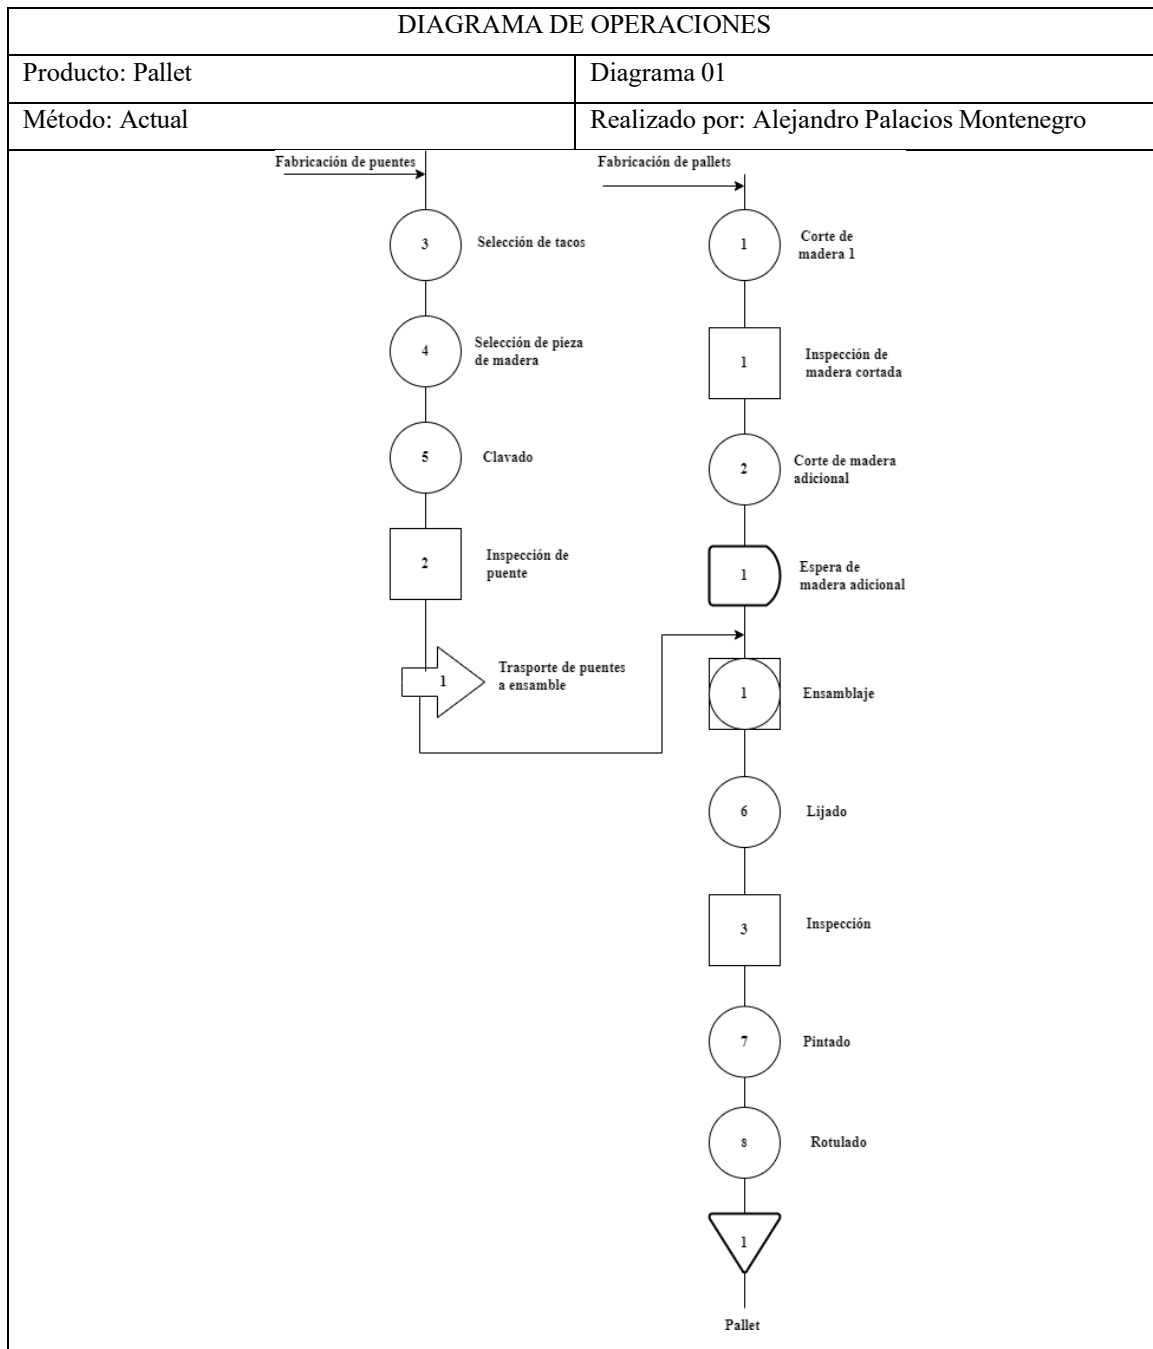 DIAGRAMA DE OPERACIONES
Producto: Pallet
Diagrama 01
Método: Actual
Realizado por: Alejandro Palacios Montenegro
Fabricación de puentes
3
Selección de tacos
4
Selección de pieza
de madera
5
Clavado
2
Inspección de
puente
1
Trasporte de puentes
a ensamble
Fabricación de pallets
1
Corte de
madera 1
1
Inspección de
madera cortada
2
Corte de madera
adicional
1
Espera de
madera adicional
1
Ensamblaje
6
Lijado
3
Inspección
7
Pintado
8
Rotulado
1
Pallet